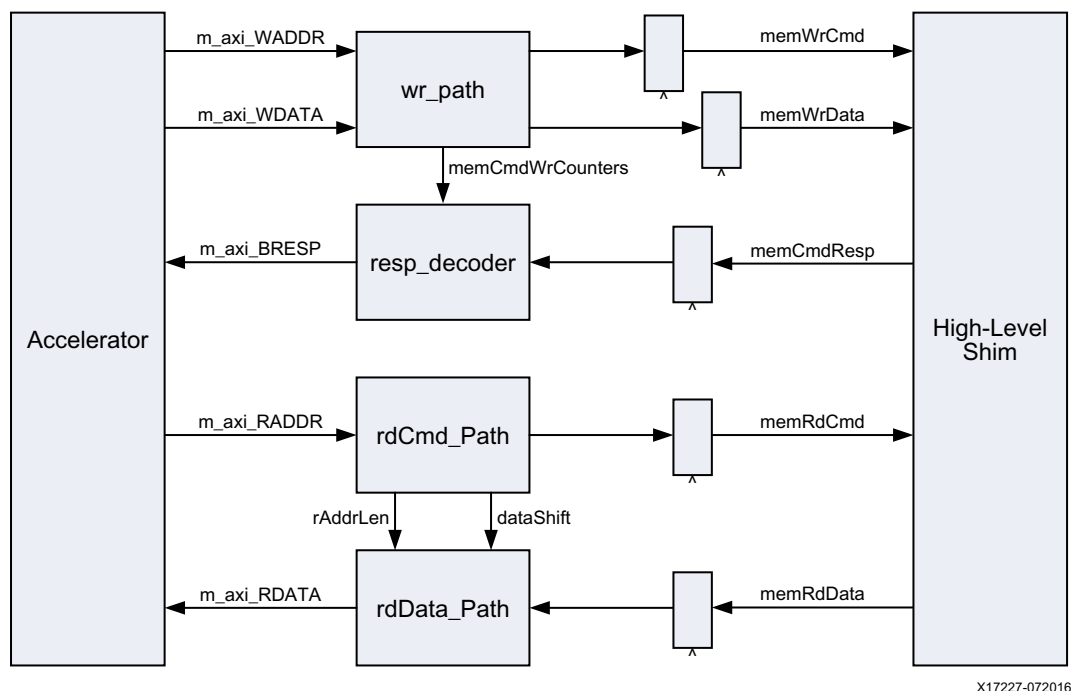 m_axi_WADDR
memWrCmd
wr_path
m_axi_WDATA
memWrData
memCmdWrCounters
m_axi_BRESP
resp_decoder
memCmdResp
Accelerator
High-Level
Shim
m_axi_RADDR
rdCmd_Path
memRdCmd
rAddrLen
dataShift
m_axi_RDATA
rdData_Path
memRdData
X17227-072016